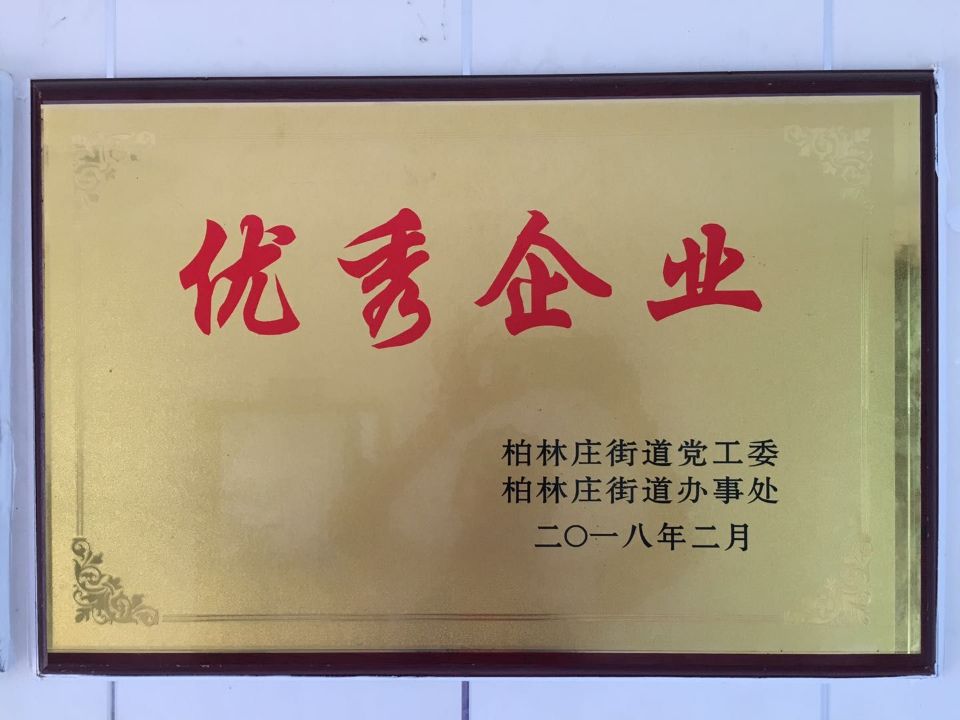 优秀企业
柏林庄街道党工委
柏林庄街道办事处
二〇一八年二月